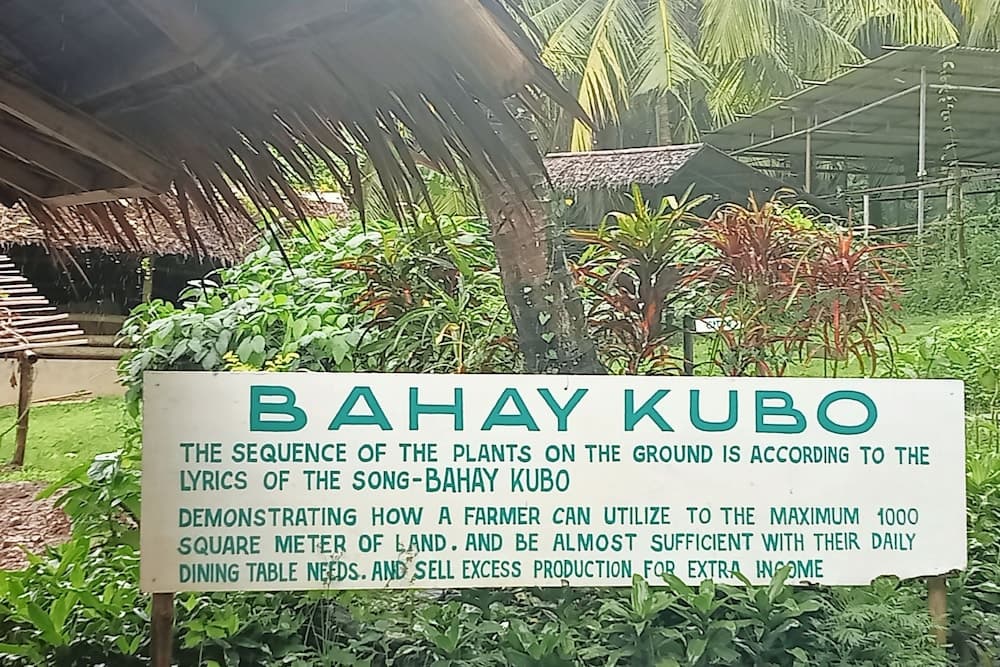 BAHAY KUBO
THE SEQUENCE OF THE PLANTS ON THE GROUND IS ACCORDING TO THE
LYRICS OF THE SONG-BAHAY KUBO
DEMONSTRATING HOW A FARMER CAN UTILIZE TO THE MAXIMUM 1000
SQUARE METER OF LAND. AND BE ALMOST SUFFICIENT WITH THEIR DAILY
DINING TABLE NEEDS. AND SELL EXCESS PRODUCTION FOR EXTRA INCOME